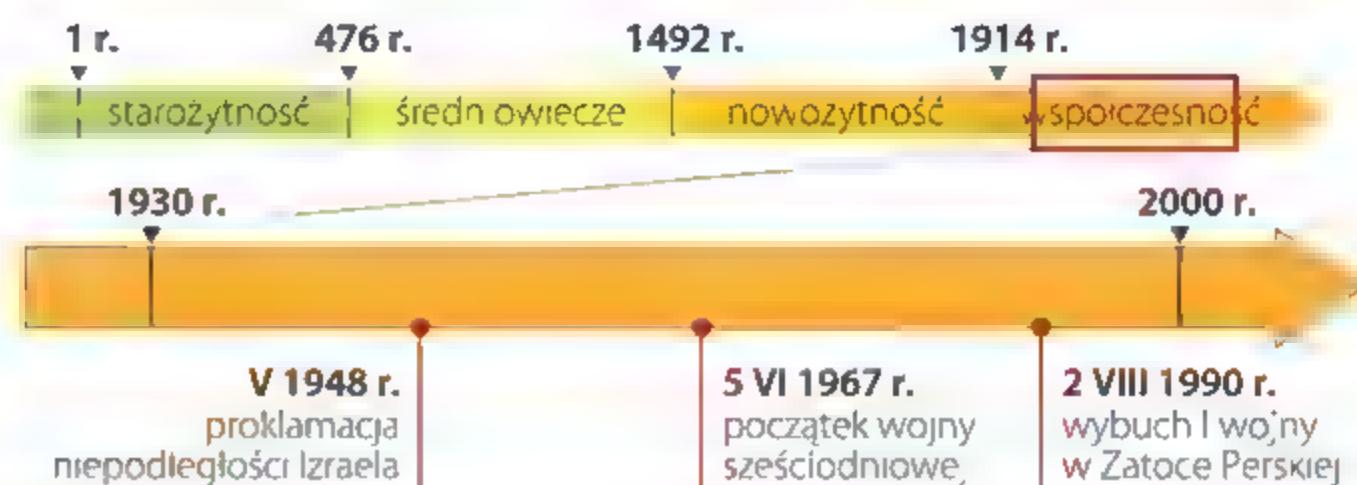 1 r. 476 r. 1492 r. 1914 r.
starożytność średniowiecze nowożytność współczesność
1930 r. 2000 r.
V 1948 r. 5 VI 1967 r. 2 VIII 1990 r.
proklamacja początek wojny wybuch I wojny
niepodległości Izraela sześciodniowej w Zatoce Perskiej